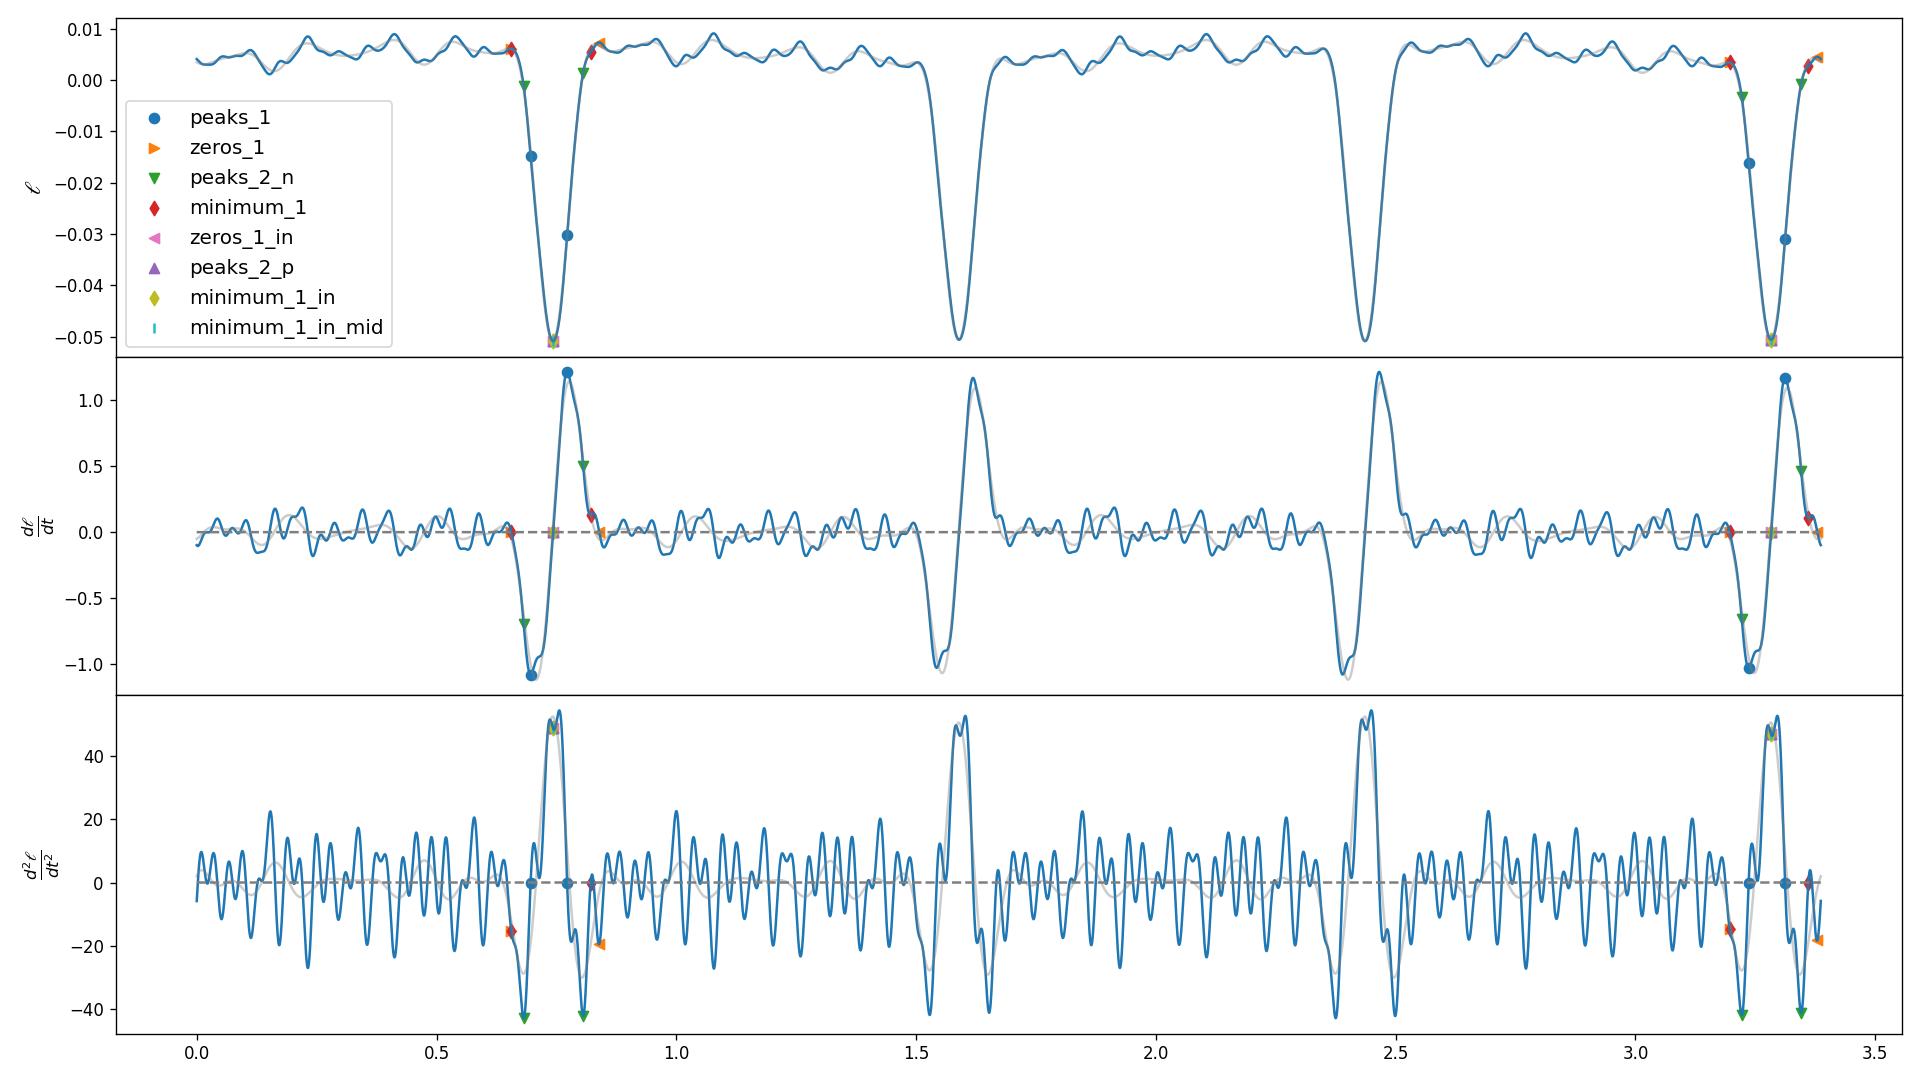 0.01
0.00
−0.01
−0.02
−0.03
−0.04
−0.05
ℓ
peaks_1
zeros_1
peaks_2_n
minimum_1
zeros_1_in
peaks_2_p
minimum_1_in
minimum_1_in_mid
1.0
0.5
0.0
−0.5
−1.0
dℓ/dt
40
20
0
−20
−40
d²ℓ/dt²
0.0 0.5 1.0 1.5 2.0 2.5 3.0 3.5